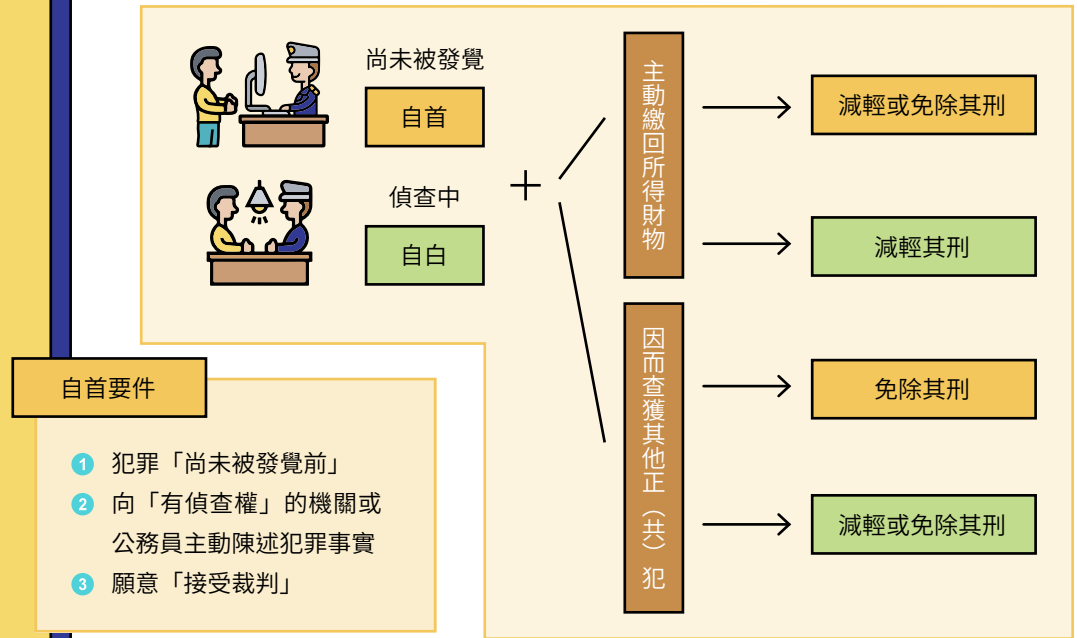 尚未被發覺
自首
偵查中
自白
+
主動繳回所得財物
因而查獲其他正（共）犯
減輕或免除其刑
減輕其刑
免除其刑
減輕或免除其刑
自首要件
1 犯罪「尚未被發覺前」
2 向「有偵查權」的機關或
公務員主動陳述犯罪事實
3 願意「接受裁判」